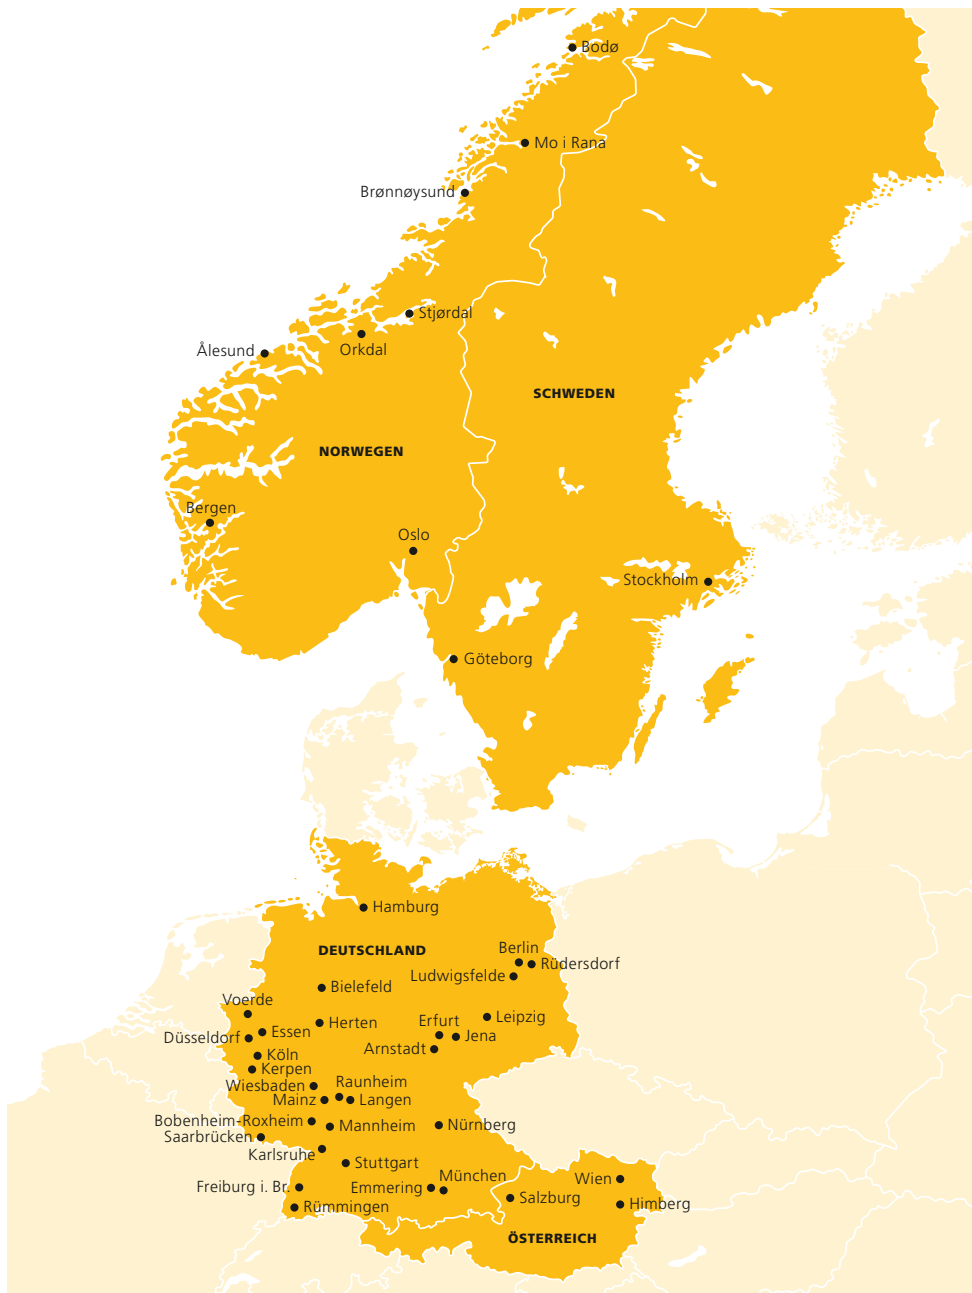 Bodø
Mo i Rana
Brønnøysund
Stjørdal
Orkdal
Ålesund
SCHWEDEN
NORWEGEN
Bergen
Oslo
Stockholm
Göteborg
Hamburg
DEUTSCHLAND
Berlin
Rüdersdorf
Ludwigsfelde
Bielefeld
Voerde
Herten
Leipzig
Erfurt
Essen
Düsseldorf
Jena
Arnstadt
Köln
Kerpen
Raunheim
Wiesbaden
Mainz
Langen
Bobenheim-Roxheim
Mannheim
Nürnberg
Saarbrücken
Karlsruhe
Stuttgart
München
Wien
Freiburg i. Br.
Emmering
Salzburg
Himberg
Rümmingen
ÖSTERREICH